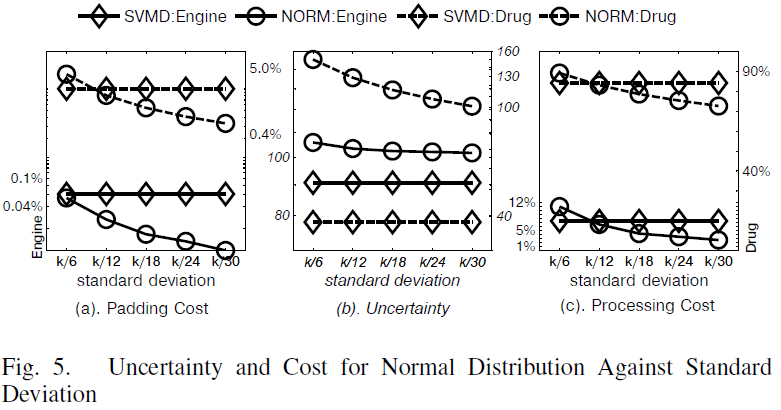 SVMD:Engine NORM:Engine SVMD:Drug NORM:Drug
0.1%
0.04%
Engine
5.0%
0.4%
k/6 k/12 k/18 k/24 k/30
standard deviation
(a). Padding Cost
100
80
160
130
100
40
k/6 k/12 k/18 k/24 k/30
standard deviation
(b). Uncertainty
12%
5%
1%
90%
40%
Drug
k/6 k/12 k/18 k/24 k/30
standard deviation
(c). Processing Cost
Fig. 5. Uncertainty and Cost for Normal Distribution Against Standard
Deviation